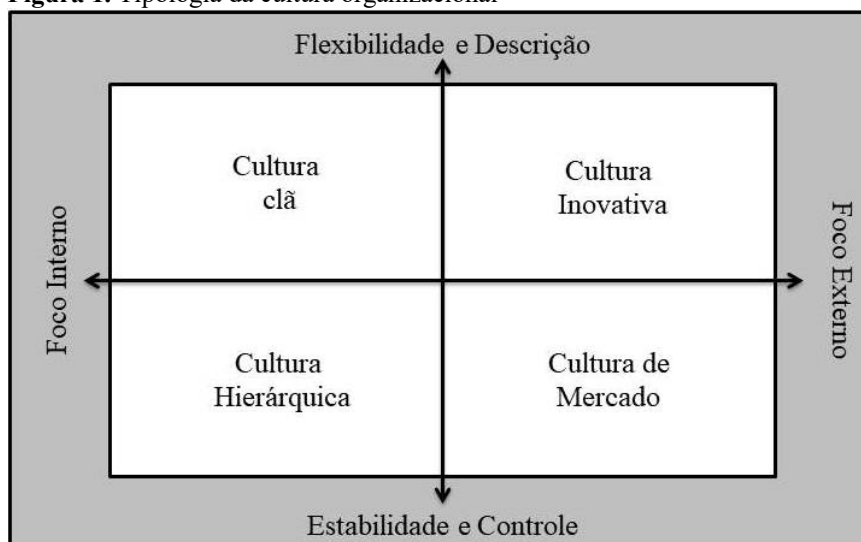 Figura 1. Tipologia da cultura organizacional
Flexibilidade e Descrição
Cultura
clã
Cultura
Inovativa
Foco Interno
Foco Externo
Cultura
Hierárquica
Cultura de
Mercado
Estabilidade e Controle